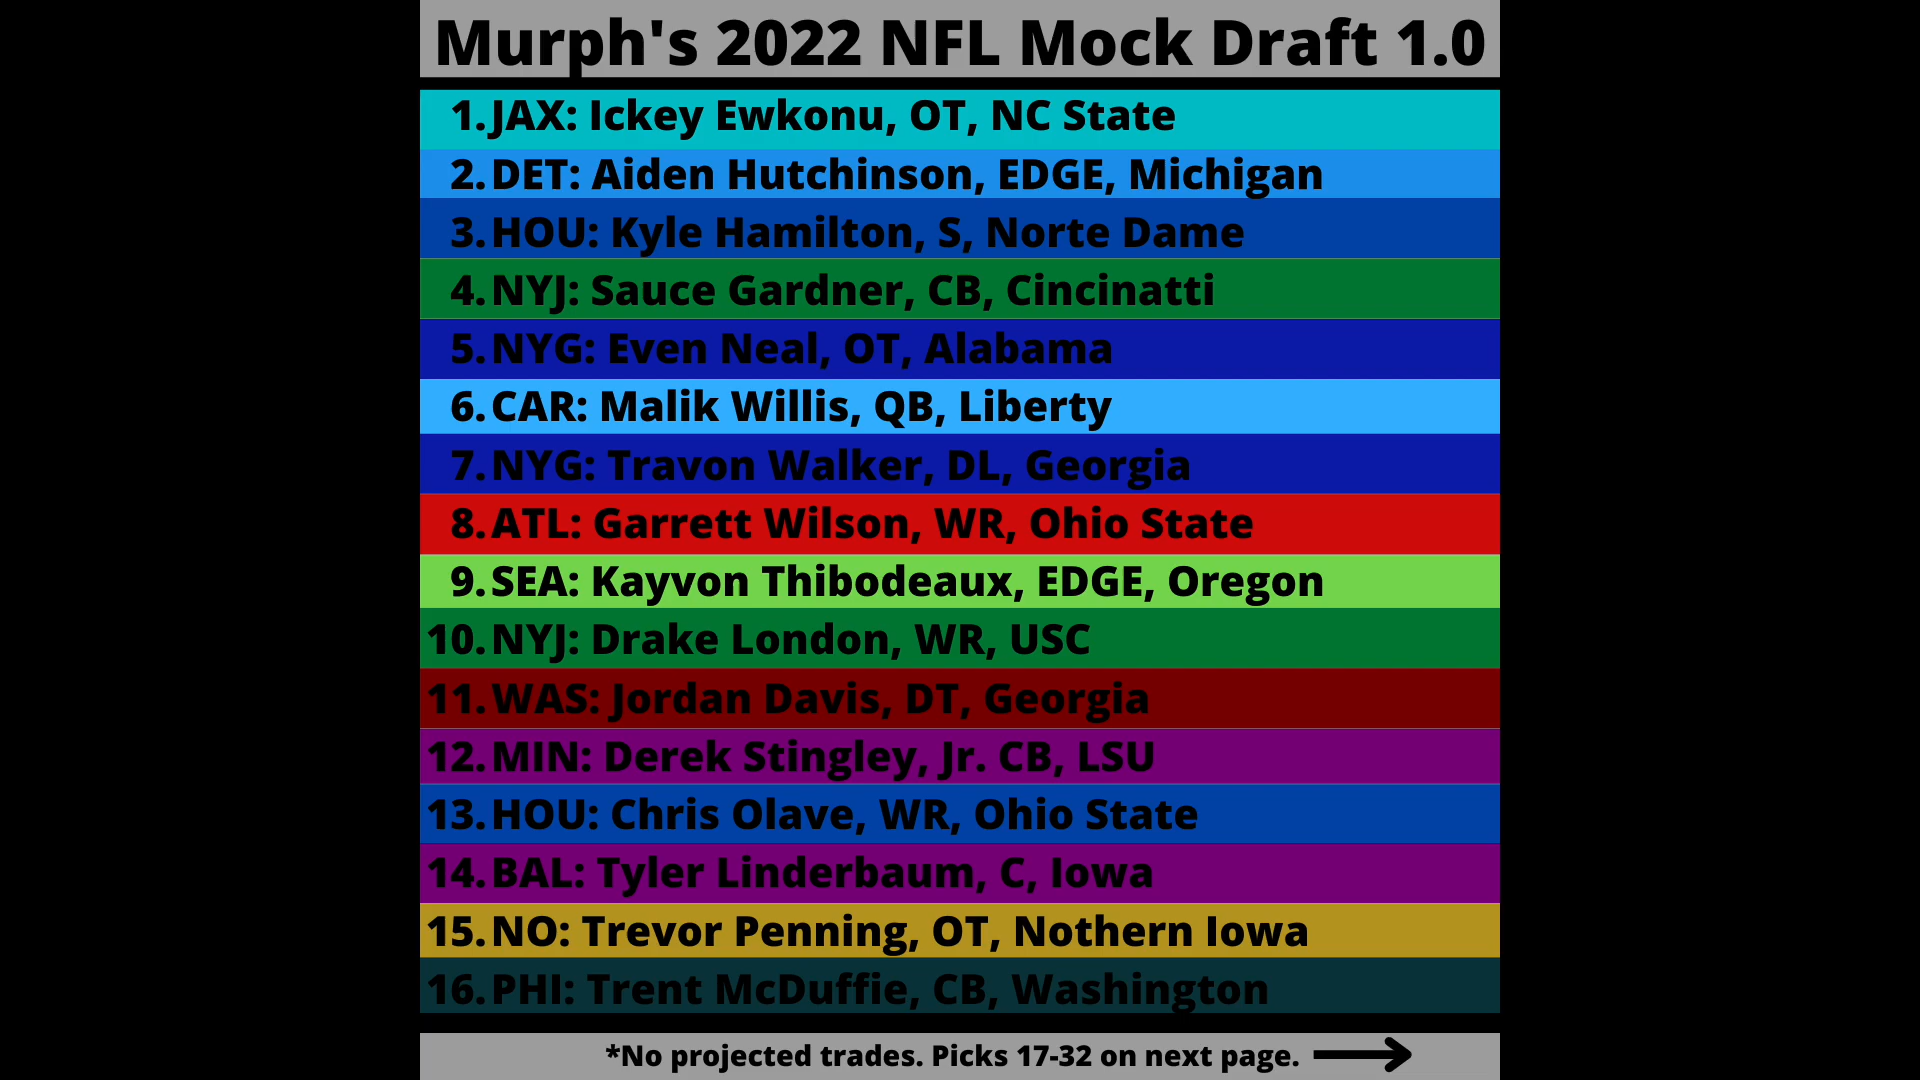 Murph's 2022 NFL Mock Draft 1.0
1. JAX: Ickey Ewkonu, OT, NC State
2. DET: Aiden Hutchinson, EDGE, Michigan
3. HOU: Kyle Hamilton, S, Norte Dame
4. NYJ: Sauce Gardner, CB, Cincinatti
5. NYG: Even Neal, OT, Alabama
6. CAR: Malik Willis, QB, Liberty
7. NYG: Travon Walker, DL, Georgia
8. ATL: Garrett Wilson, WR, Ohio State
9. SEA: Kayvon Thibodeaux, EDGE, Oregon
10. NYJ: Drake London, WR, USC
11. WAS: Jordan Davis, DT, Georgia
12. MIN: Derek Stingley, Jr. CB, LSU
13. HOU: Chris Olave, WR, Ohio State
14. BAL: Tyler Linderbaum, C, Iowa
15. NO: Trevor Penning, OT, Nothern Iowa
16. PHI: Trent McDuffie, CB, Washington
*No projected trades. Picks 17-32 on next page.